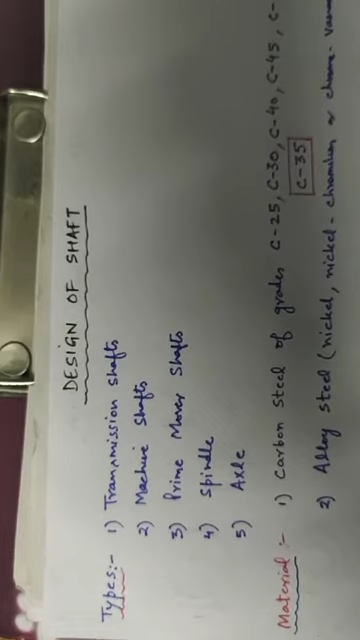 DESIGN OF SHAFT
Types:- 1) Transmission shafts
2) Machine shafts
3) Prime Mover Shafts
4) Spindle
5) Axle
Material :- 1) Carbon steel of grades C-25, C-30, C-40, C-45, C-
C-35
2) Alloy steel (nickel, nickel-chromium & chrome-